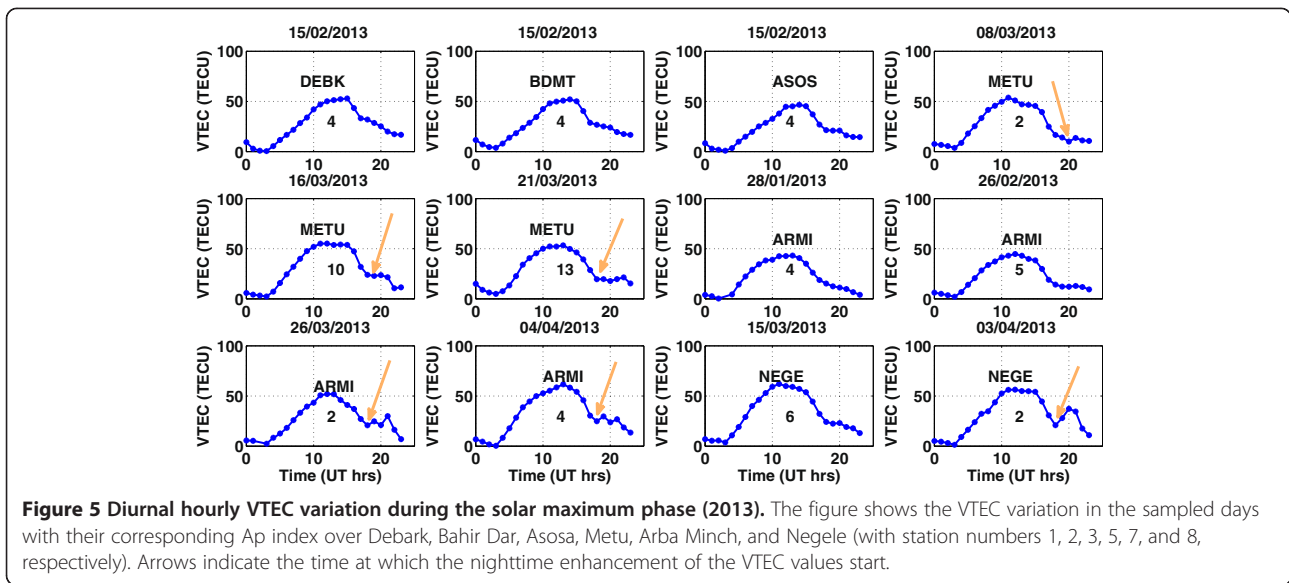 15/02/2013 15/02/2013 15/02/2013 08/03/2013
100 100 100 100
DEBK BDMT ASOS METU
VTEC (TECU) VTEC (TECU) VTEC (TECU) VTEC (TECU)
50 50 50 50
4 4 4 2
0 0 0 0
0 10 20 0 10 20 0 10 20 0 10 20
16/03/2013 21/03/2013 28/01/2013 26/02/2013
100 100 100 100
METU METU ARMI ARMI
VTEC (TECU) VTEC (TECU) VTEC (TECU) VTEC (TECU)
50 50 50 50
10 13 4 5
0 0 0 0
0 10 20 0 10 20 0 10 20 0 10 20
26/03/2013 04/04/2013 15/03/2013 03/04/2013
100 100 100 100
ARMI ARMI NEGE NEGE
VTEC (TECU) VTEC (TECU) VTEC (TECU) VTEC (TECU)
50 50 50 50
2 4 6 2
0 0 0 0
0 10 20 0 10 20 0 10 20 0 10 20
Time (UT hrs) Time (UT hrs) Time (UT hrs) Time (UT hrs)
Figure 5 Diurnal hourly VTEC variation during the solar maximum phase (2013). The figure shows the VTEC variation in the sampled days
with their corresponding Ap index over Debark, Bahir Dar, Asosa, Metu, Arba Minch, and Negele (with station numbers 1, 2, 3, 5, 7, and 8,
respectively). Arrows indicate the time at which the nighttime enhancement of the VTEC values start.